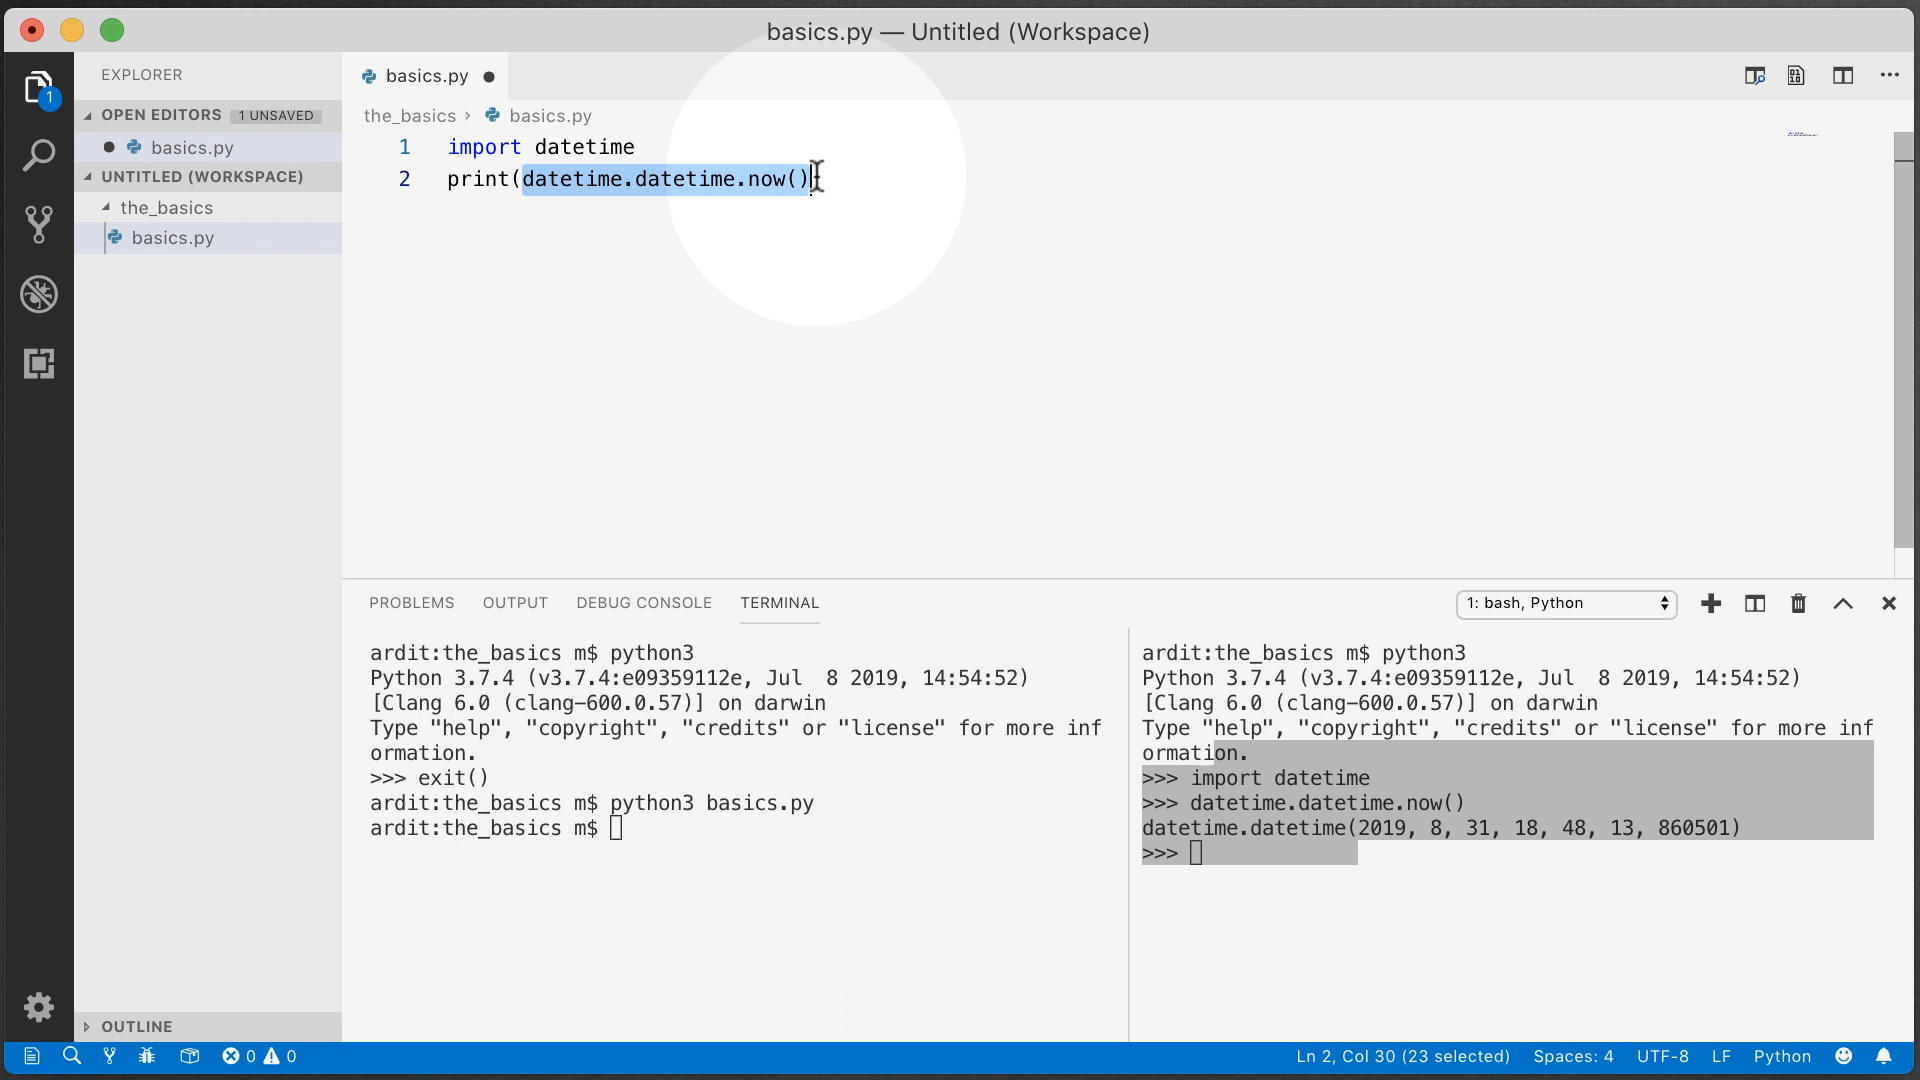 basics.py — Untitled (Workspace)
EXPLORER
OPEN EDITORS 1 UNSAVED
basics.py
UNTITLED (WORKSPACE)
the_basics
basics.py
OUTLINE
1
basics.py
the_basics › basics.py
1 import datetime
2 print(datetime.datetime.now()
PROBLEMS OUTPUT DEBUG CONSOLE TERMINAL
1: bash, Python
ardit:the_basics m$ python3
Python 3.7.4 (v3.7.4:e09359112e, Jul  8 2019, 14:54:52)
[Clang 6.0 (clang-600.0.57)] on darwin
Type "help", "copyright", "credits" or "license" for more inf
ormation.
>>> exit()
ardit:the_basics m$ python3 basics.py
ardit:the_basics m$
ardit:the_basics m$ python3
Python 3.7.4 (v3.7.4:e09359112e, Jul  8 2019, 14:54:52)
[Clang 6.0 (clang-600.0.57)] on darwin
Type "help", "copyright", "credits" or "license" for more inf
ormation.
>>> import datetime
>>> datetime.datetime.now()
datetime.datetime(2019, 8, 31, 18, 48, 13, 860501)
>>>
0 0
Ln 2, Col 30 (23 selected) Spaces: 4 UTF-8 LF Python